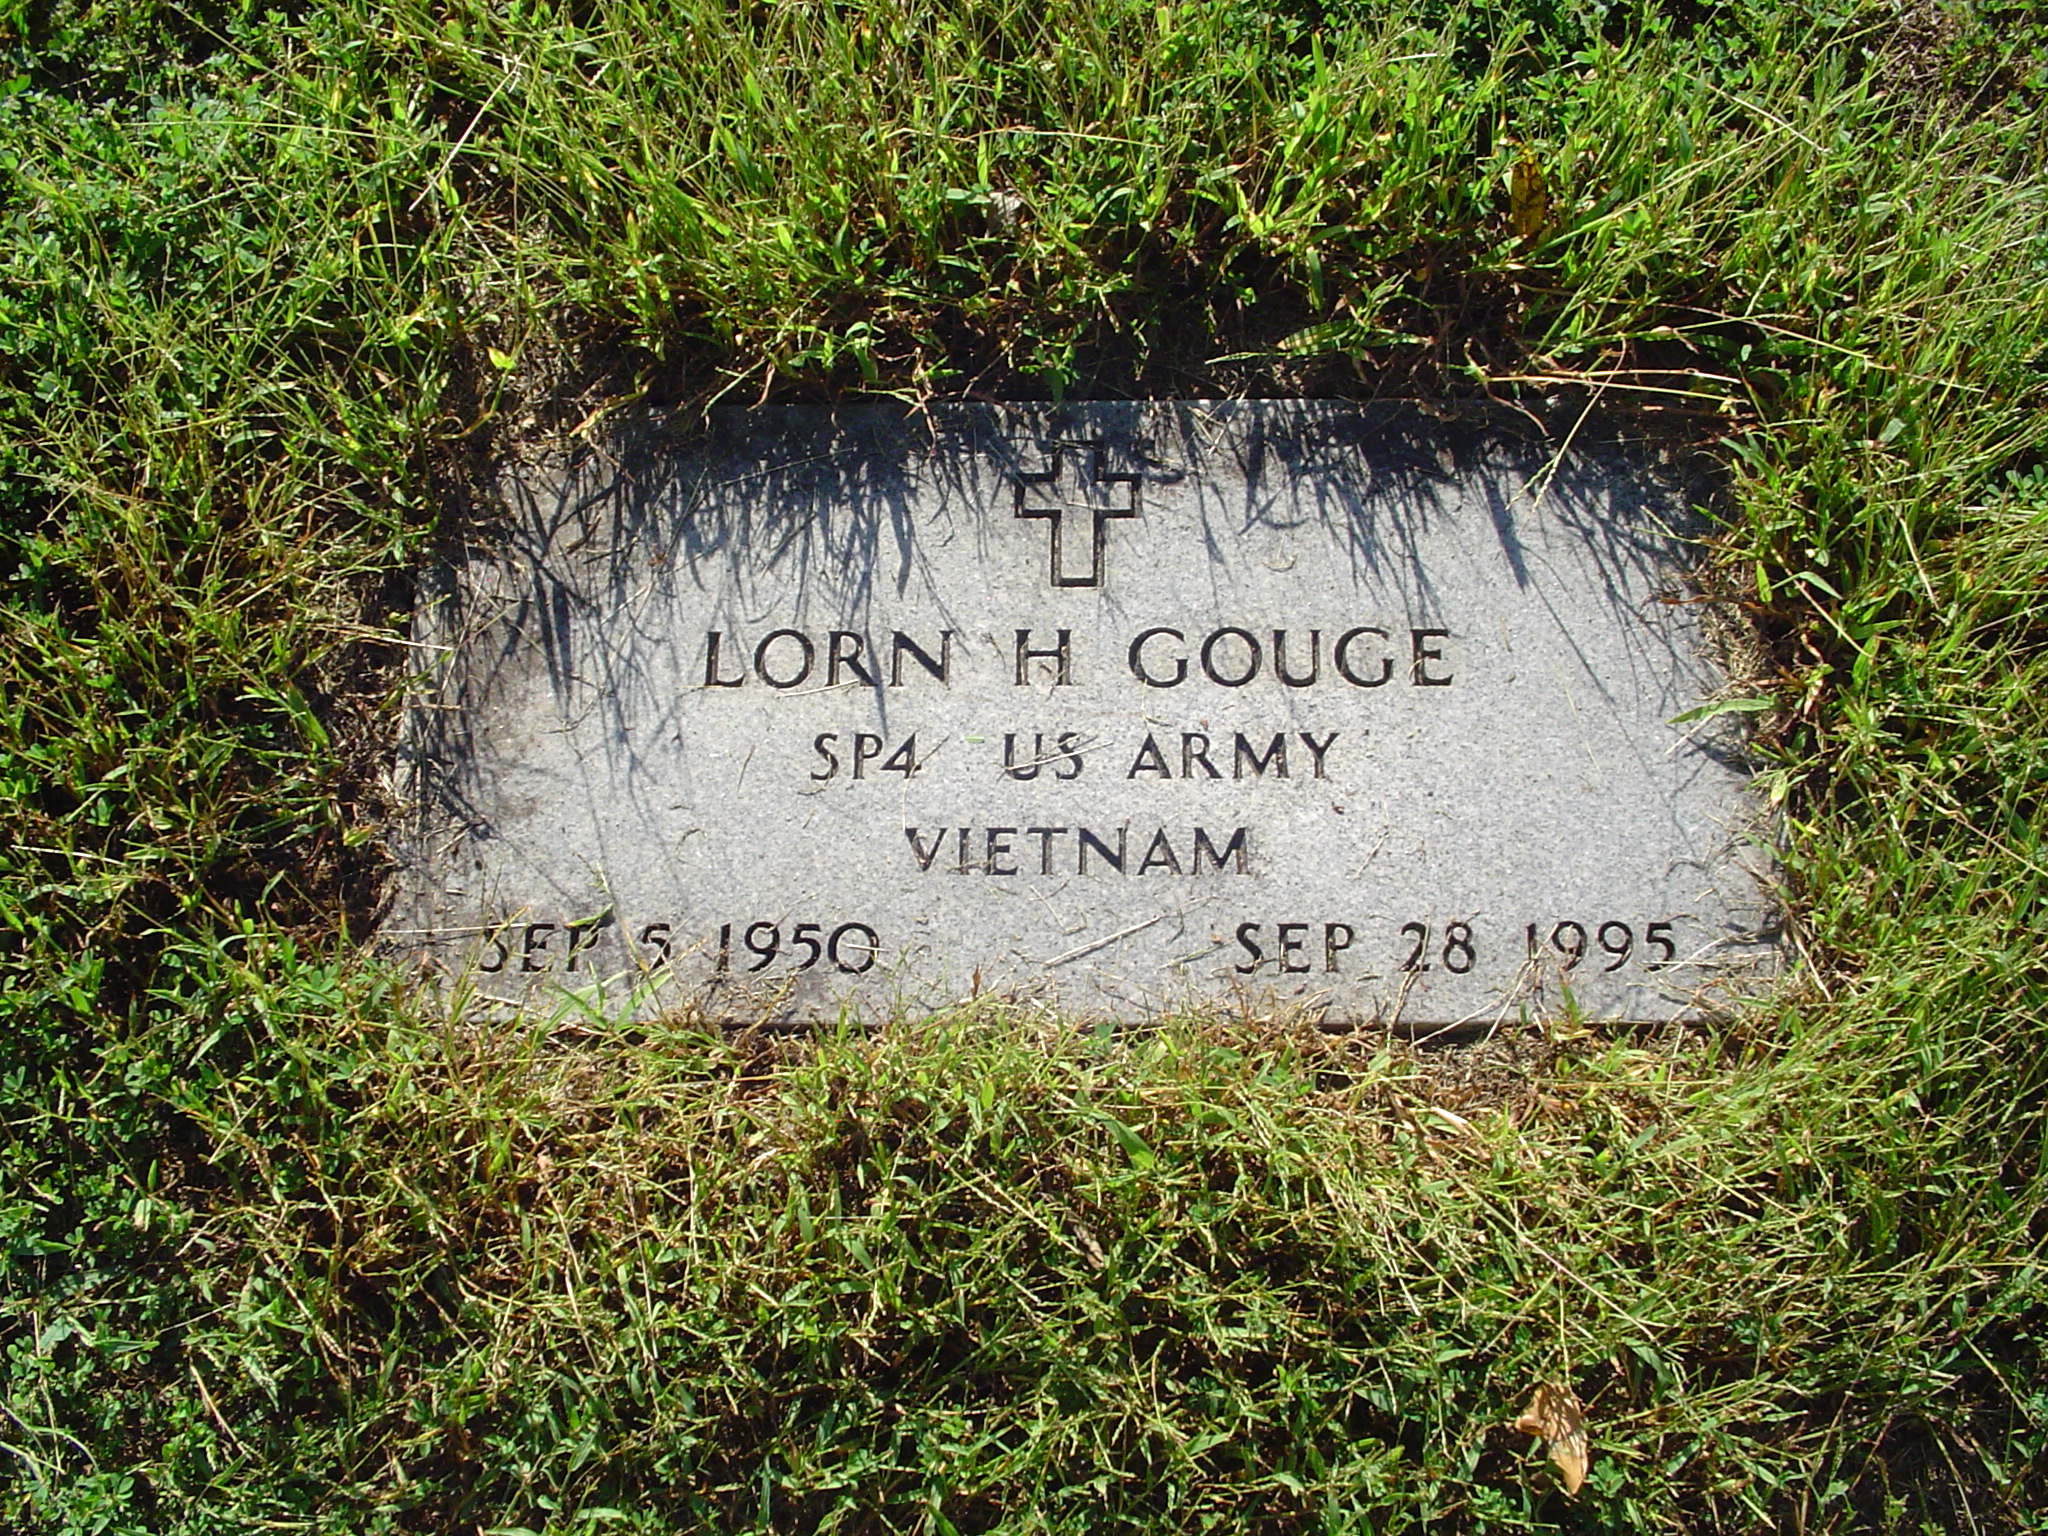 LORN H GOUGE
SP4 US ARMY
VIETNAM
SEP 5 1950 SEP 28 1995